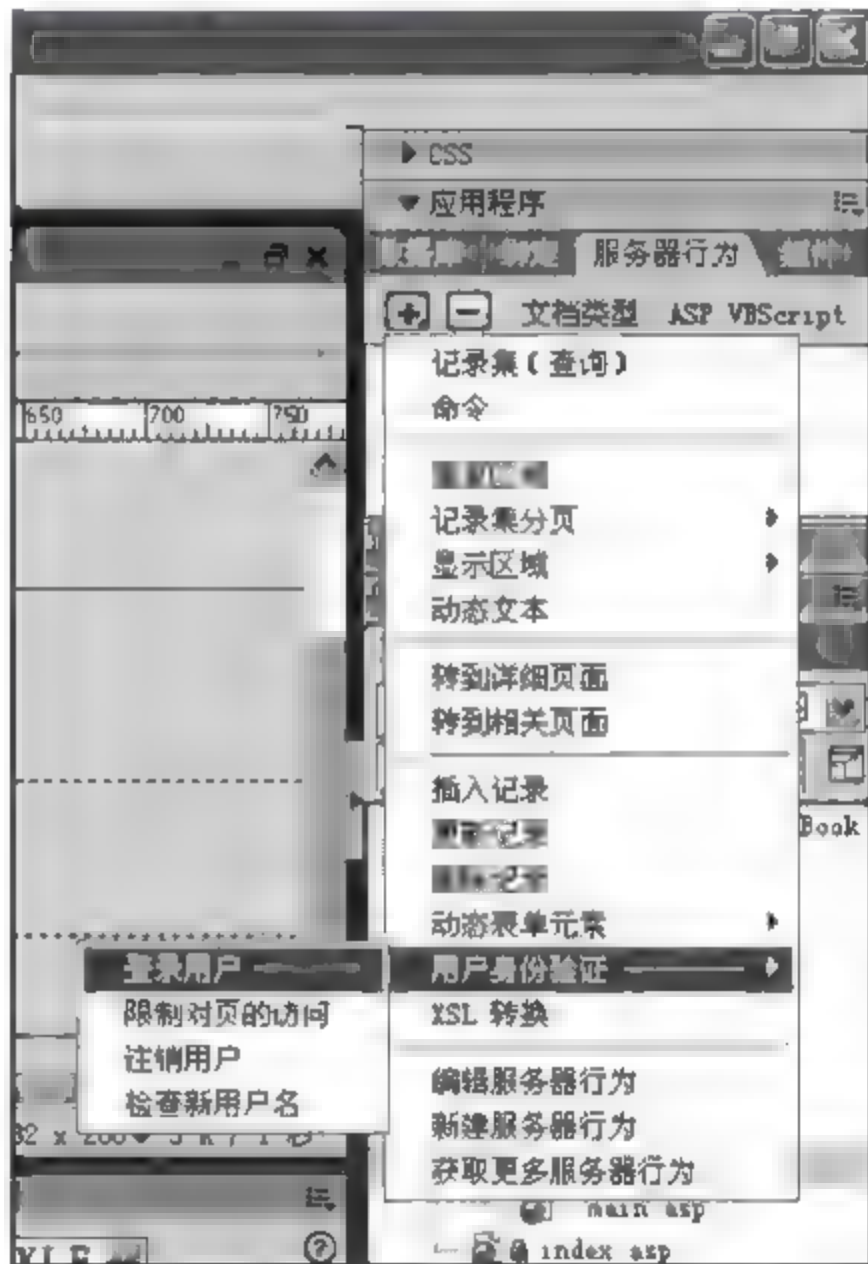 CSS
应用程序
服务器行为
文档类型 ASP VBScript
记录集(查询)
命令
650 700 750
记录集分页
显示区域
动态文本
转到详细页面
转到相关页面
插入记录
Book
记录
动态表单元素
登录用户
用户身份验证
限制对页的访问
XSL 转换
注销用户
编辑服务器行为
检查新用户名
新建服务器行为
获取更多服务器行为
main asp
index asp